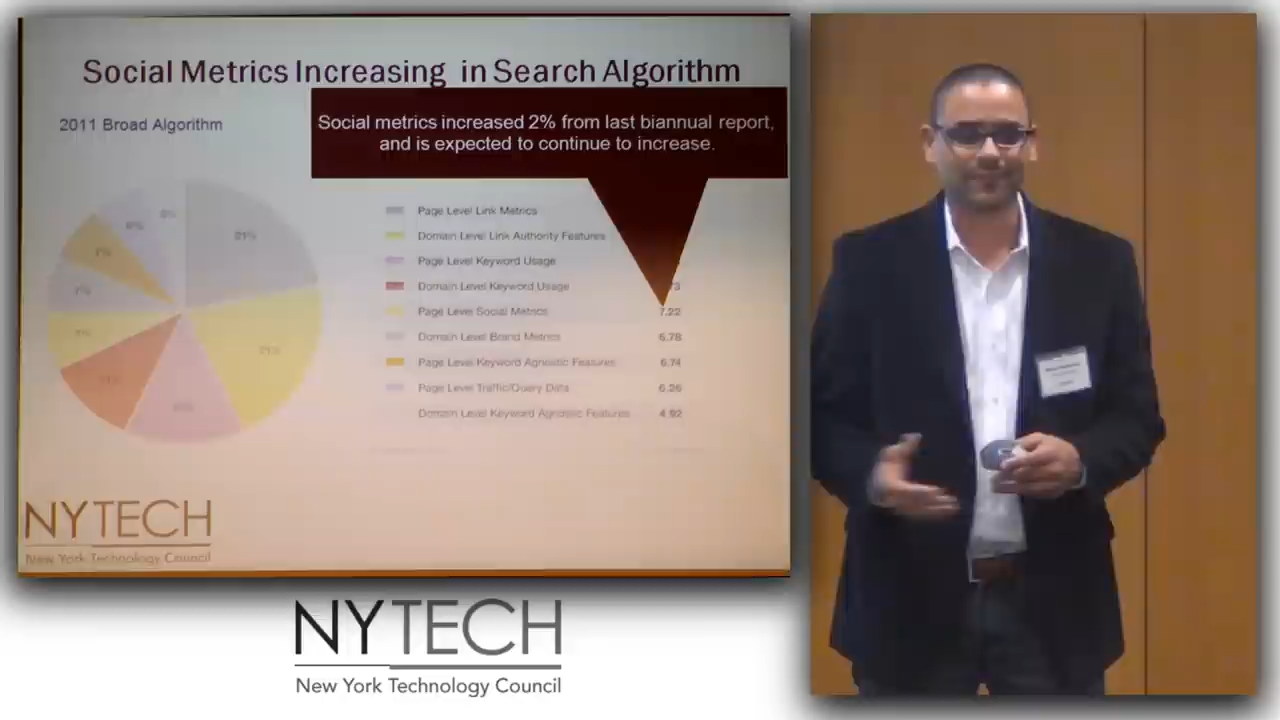 Social Metrics Increasing in Search Algorithm
2011 Broad Algorithm
Social metrics increased 2% from last biannual report,
and is expected to continue to increase.
21%
7%
7%
Page Level Link Metrics
Domain Level Link Authority Features
Page Level Keyword Usage
Domain Level Keyword Usage
Page Level Social Metrics 7.22
Domain Level Brand Metrics 6.78
Page Level Keyword Agnostic Features 6.74
Page Level Traffic/Query Data 6.26
Domain Level Keyword Agnostic Features 4.92
NYTECH
New York Technology Council
NYTECH
New York Technology Council